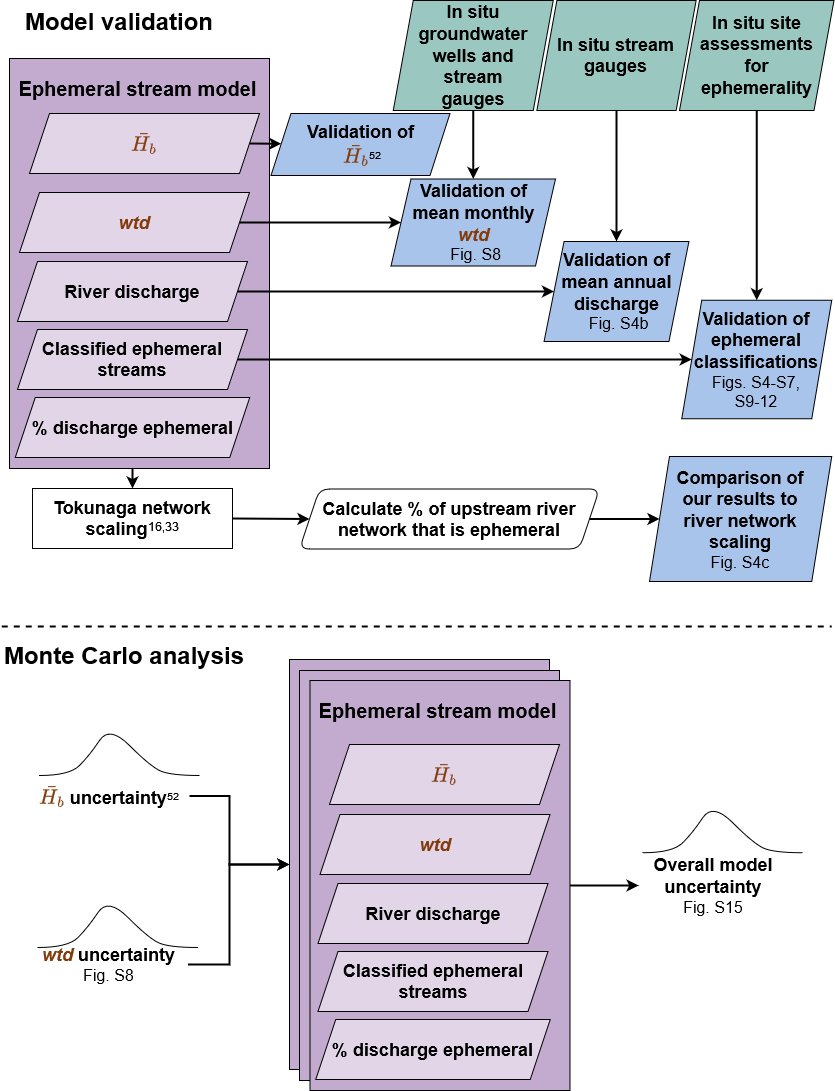 Model validation
In situ
groundwater
wells and
stream
gauges
In situ stream
gauges
In situ site
assessments
for
ephemerality
Ephemeral stream model
H̄_b
Validation of
H̄_b⁵²
wtd
Validation of
mean monthly
wtd
Fig. S8
River discharge
Validation of
mean annual
discharge
Fig. S4b
Classified ephemeral
streams
Validation of
ephemeral
classifications
Figs. S4-S7,
S9-12
% discharge ephemeral
Tokunaga network
scaling¹⁶,³³
Calculate % of upstream river
network that is ephemeral
Comparison of
our results to
river network
scaling
Fig. S4c
Monte Carlo analysis
H̄_b uncertainty⁵²
wtd uncertainty
Fig. S8
Ephemeral stream model
H̄_b
wtd
River discharge
Classified ephemeral
streams
% discharge ephemeral
Overall model
uncertainty
Fig. S15